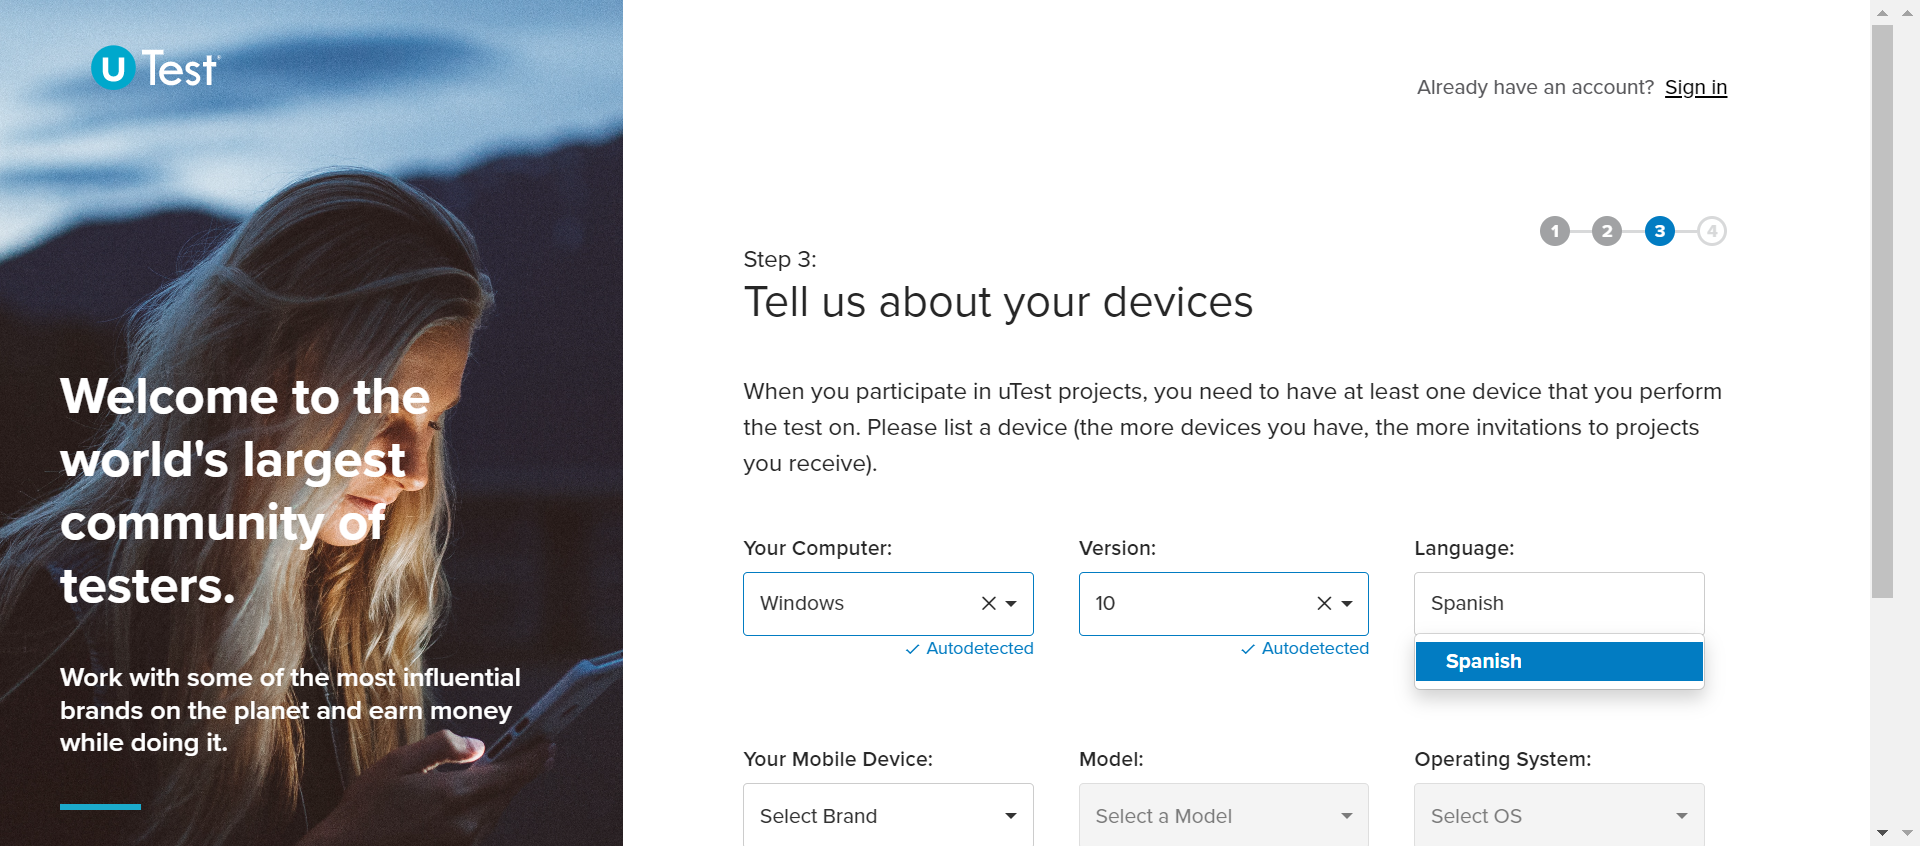 uTest
Already have an account? Sign in
1 2 3 4
Step 3:
Tell us about your devices
Welcome to the
world's largest
community of
testers.
When you participate in uTest projects, you need to have at least one device that you perform
the test on. Please list a device (the more devices you have, the more invitations to projects
you receive).
Your Computer: Version: Language:
Windows 10 Spanish
Autodetected Autodetected
Spanish
Work with some of the most influential
brands on the planet and earn money
while doing it.
Your Mobile Device: Model: Operating System:
Select Brand Select a Model Select OS